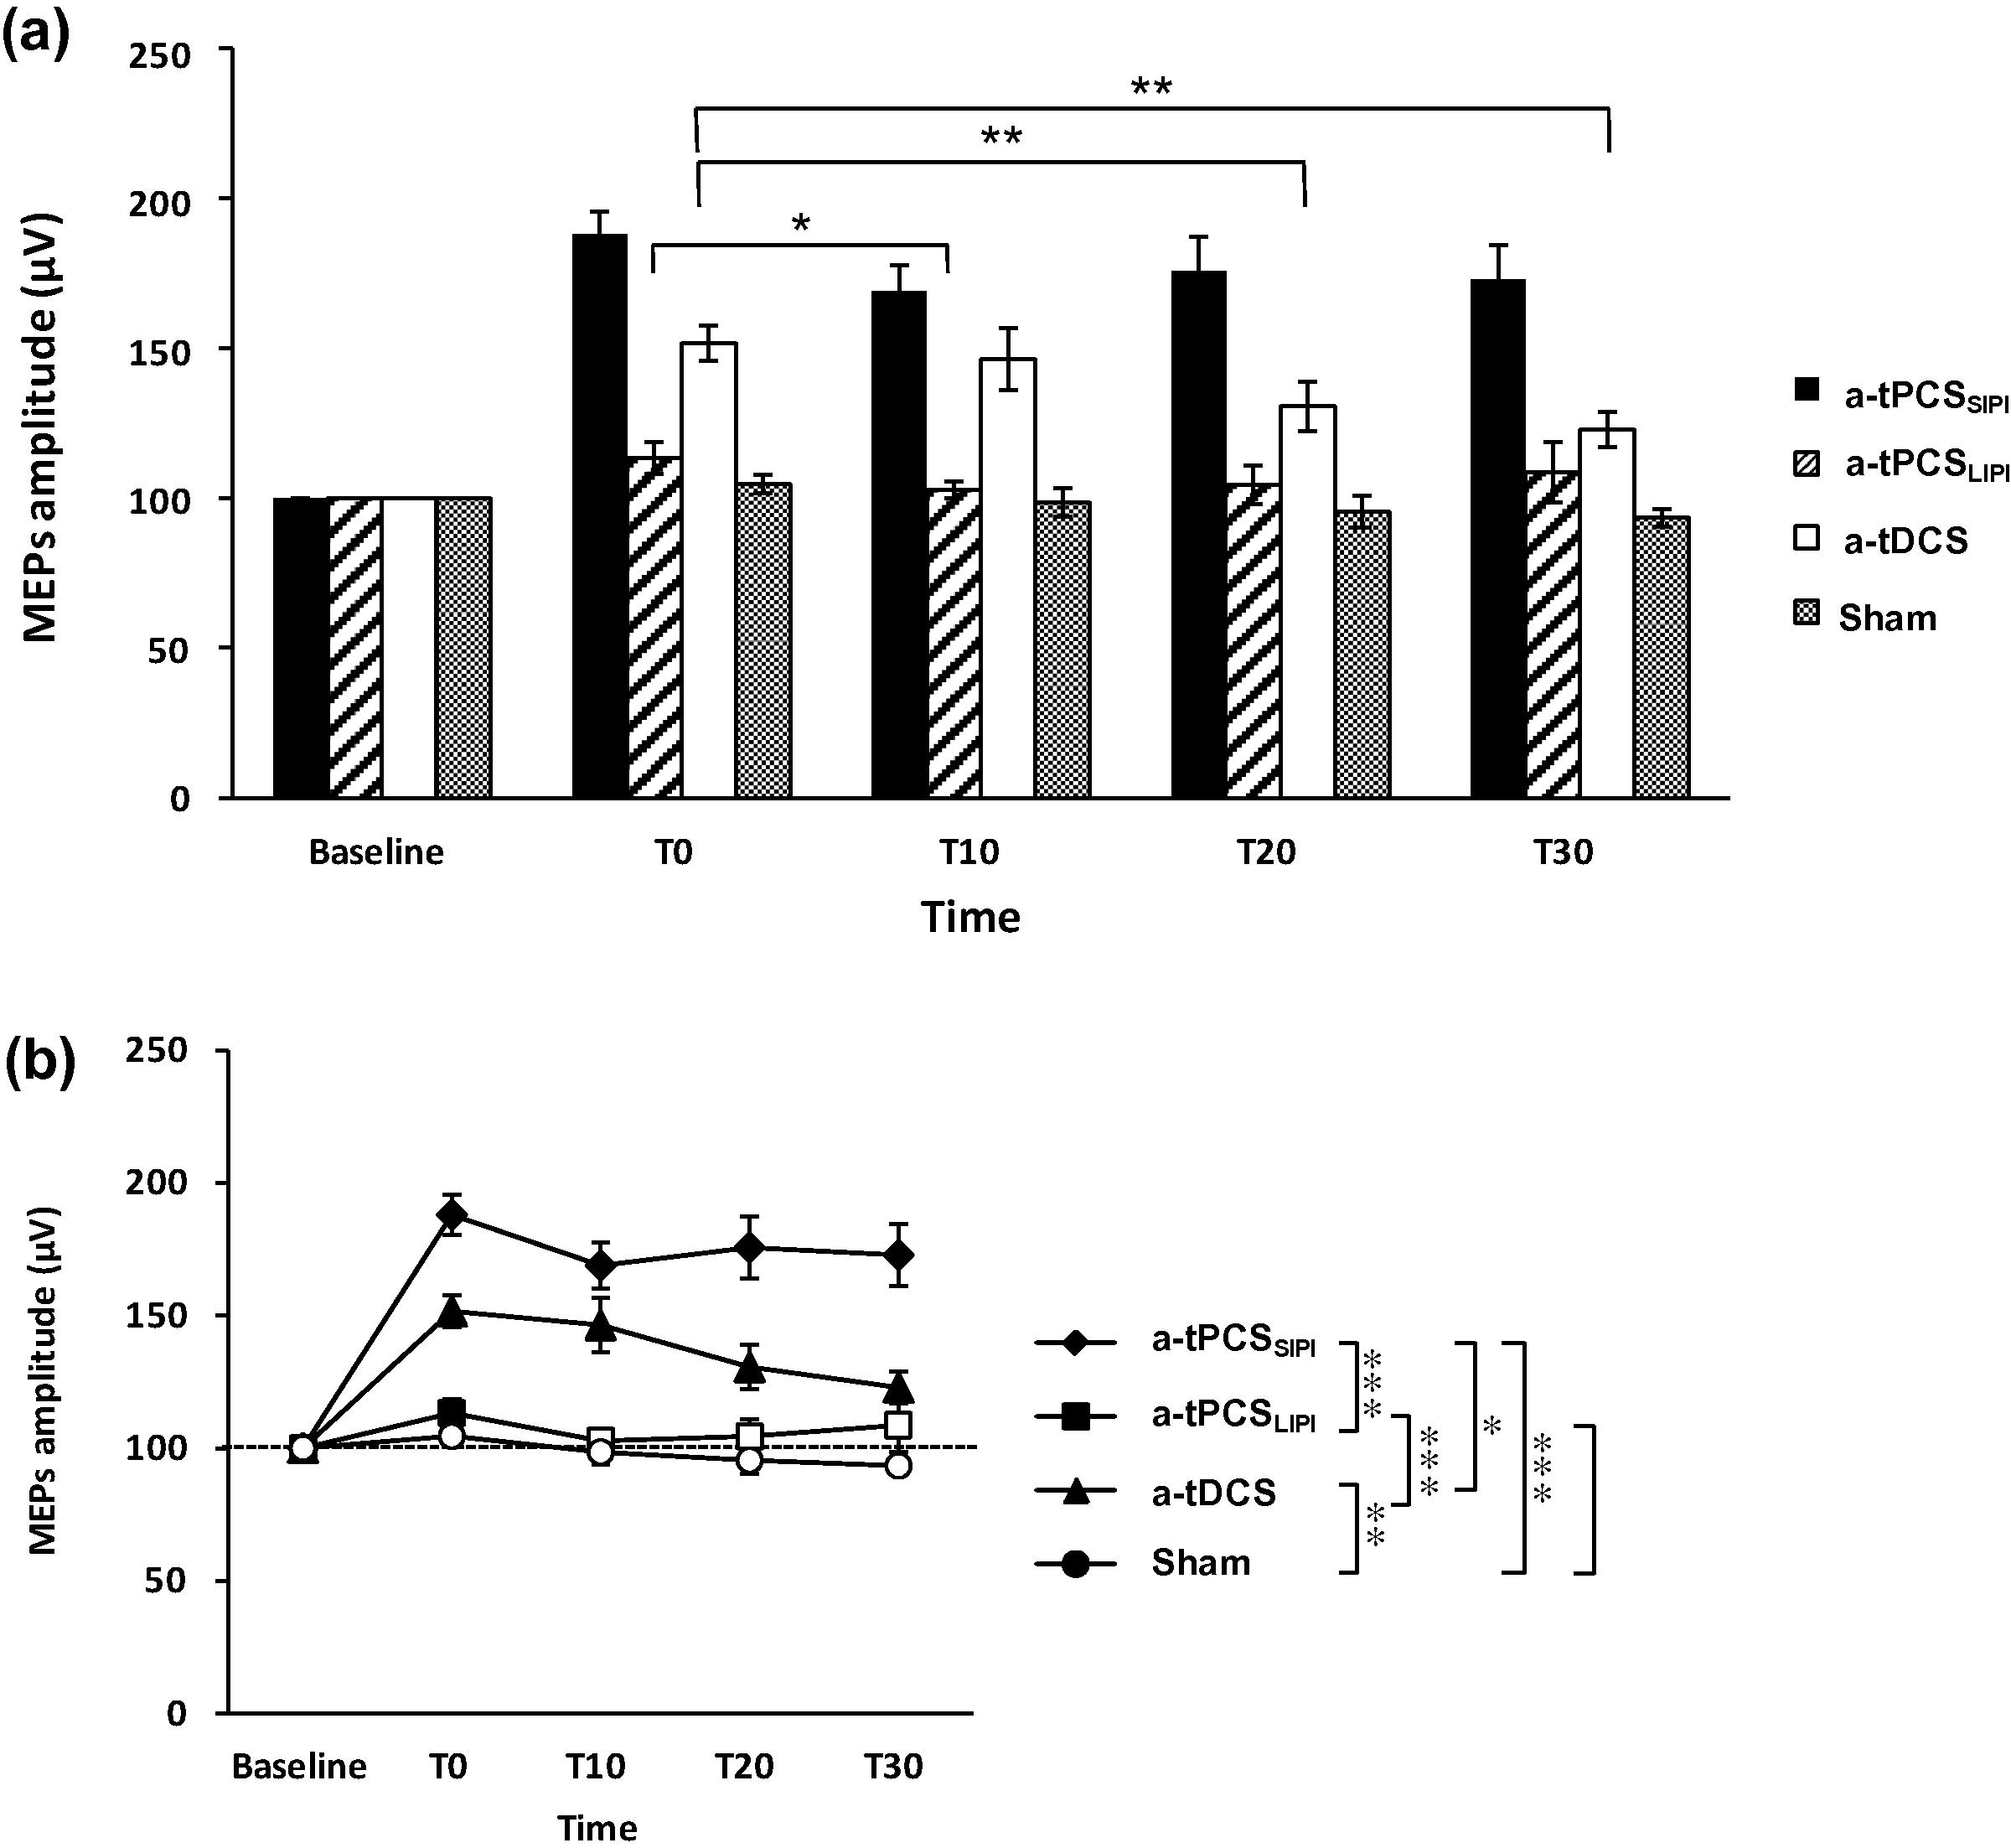 (a)
250
200
150
100
50
0
MEPs amplitude (µV)
**
**
*
Baseline T0 T10 T20 T30
Time
a-tPCSSIPI
a-tPCSLIPI
a-tDCS
Sham
(b)
250
200
150
100
50
0
MEPs amplitude (µV)
Baseline T0 T10 T20 T30
Time
a-tPCSSIPI
a-tPCSLIPI
a-tDCS
Sham
***
**
***
*
***